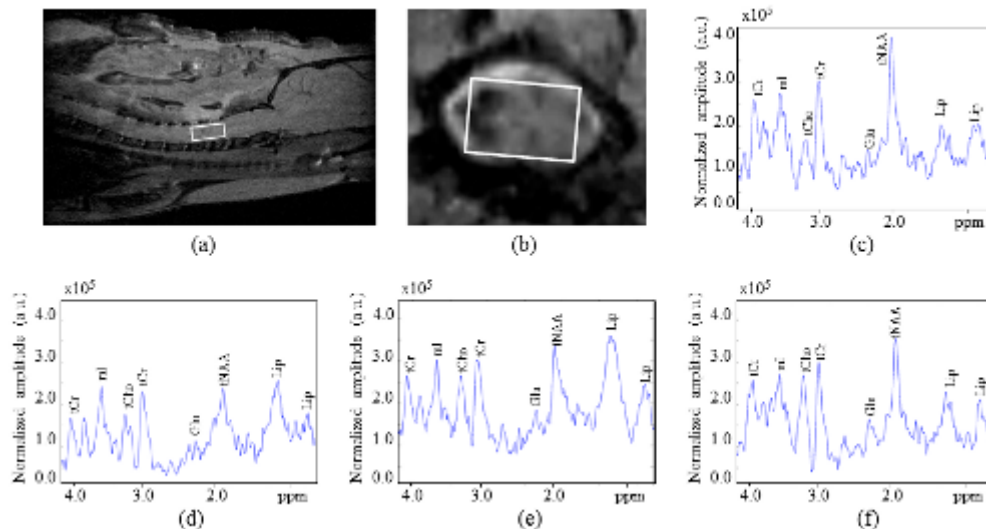 (a)
(b)
x10⁵
Normalized amplitude (a.u.)
4.0
3.0
2.0
1.0
0.0
tCr
mI
tCho
tCr
Glu
tNAA
Lip
Lip
4.0 3.0 2.0 ppm
(c)
x10⁵
Normalized amplitude (a.u.)
4.0
3.0
2.0
1.0
0.0
tCr
mI
tCho
tCr
Glu
tNAA
Lip
Lip
4.0 3.0 2.0 ppm
(d)
x10⁵
Normalized amplitude (a.u.)
4.0
3.0
2.0
1.0
0.0
tCr
mI
tCho
tCr
Glu
tNAA
Lip
Lip
4.0 3.0 2.0 ppm
(e)
x10⁵
Normalized amplitude (a.u.)
4.0
3.0
2.0
1.0
0.0
tCr
mI
tCho
tCr
Glu
tNAA
Lip
Lip
4.0 3.0 2.0 ppm
(f)